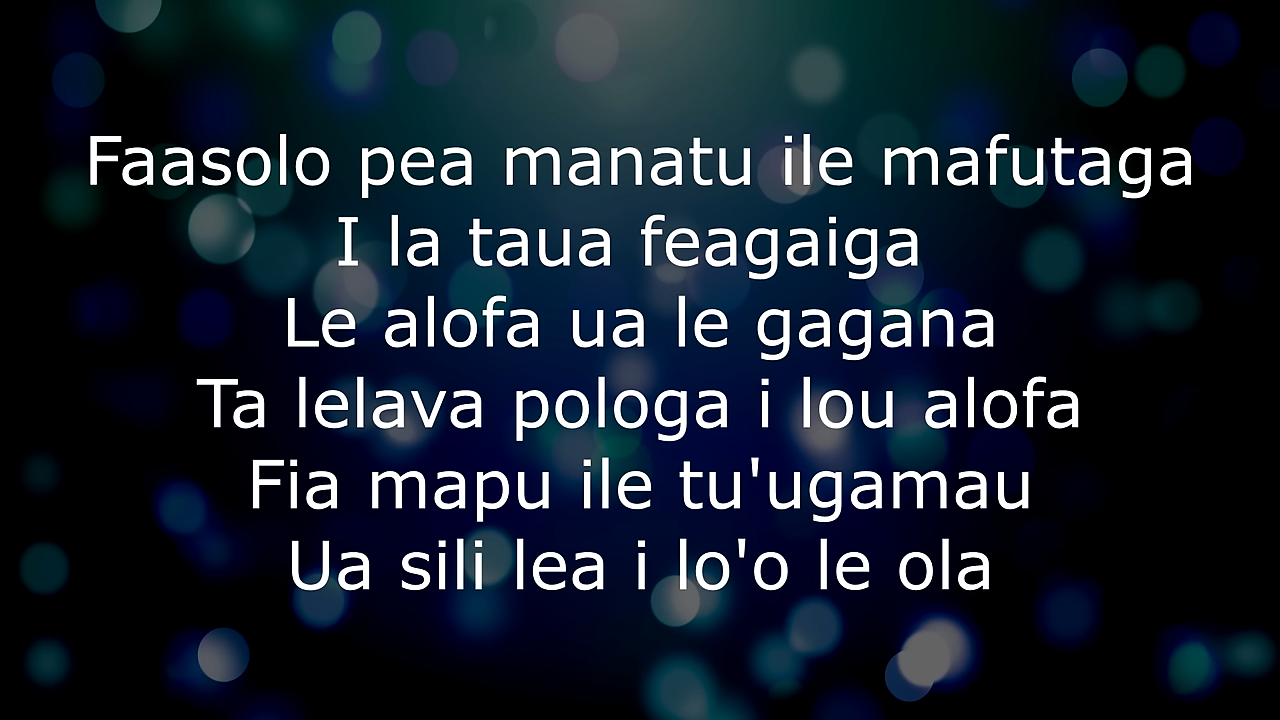 Faasolo pea manatu ile mafutaga
I la taua feagaiga
Le alofa ua le gagana
Ta lelava pologa i lou alofa
Fia mapu ile tu'ugamau
Ua sili lea i lo'o le ola